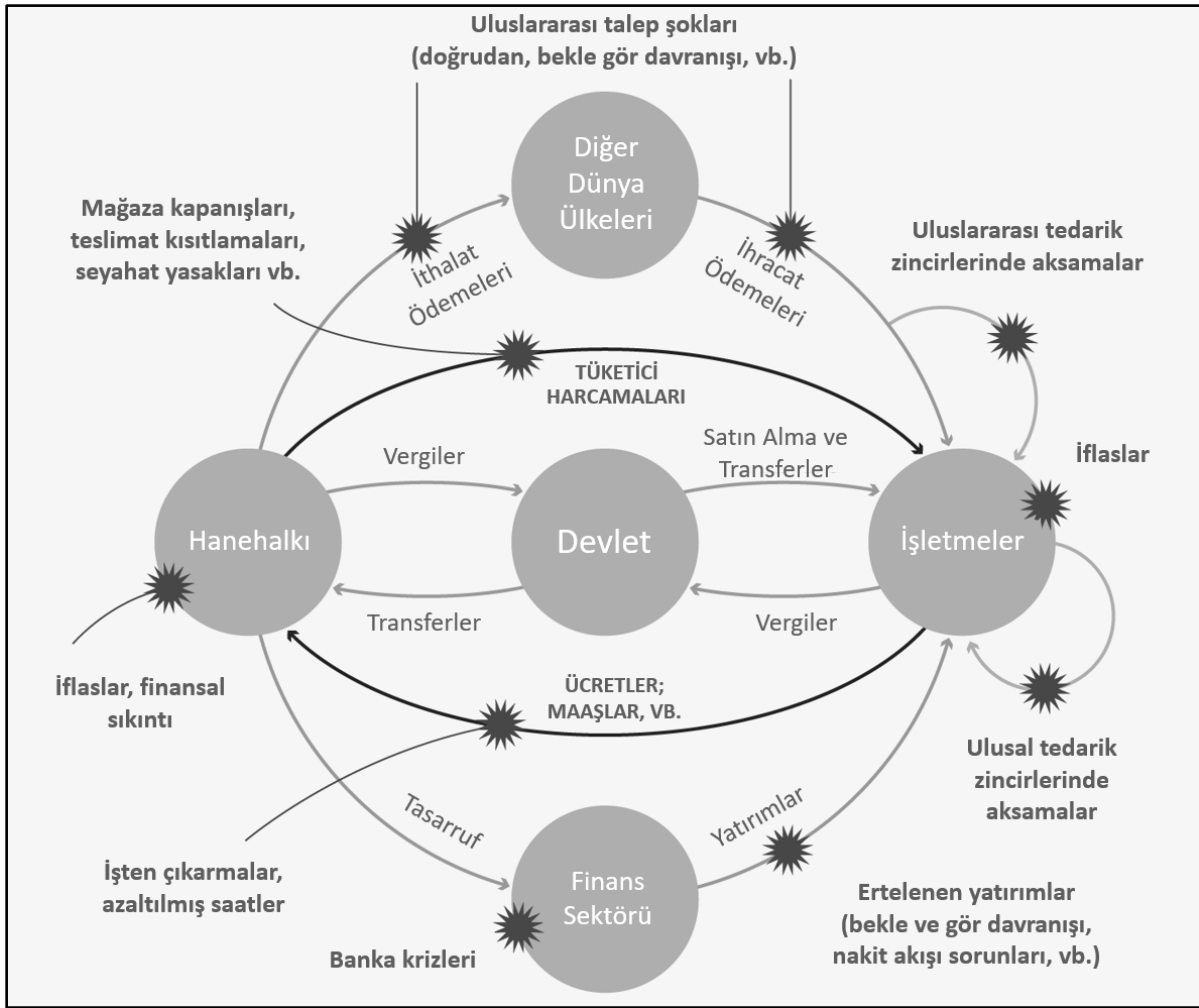 Uluslararası talep şokları
(doğrudan, bekle gör davranışı, vb.)
Diğer
Dünya
Ülkeleri
Mağaza kapanışları,
teslimat kısıtlamaları,
seyahat yasakları vb.
Uluslararası tedarik
zincirlerinde aksamalar
İthalat
Ödemeleri
İhracat
Ödemeleri
TÜKETİCİ
HARCAMALARI
Vergiler
Satın Alma ve
Transferler
İflaslar
Hanehalkı
Devlet
İşletmeler
Transferler
Vergiler
İflaslar, finansal
sıkıntı
ÜCRETLER;
MAAŞLAR, VB.
Ulusal tedarik
zincirlerinde
aksamalar
Tasarruf
Yatırımlar
İşten çıkarmalar,
azaltılmış saatler
Finans
Sektörü
Ertelenen yatırımlar
(bekle ve gör davranışı,
nakit akışı sorunları, vb.)
Banka krizleri